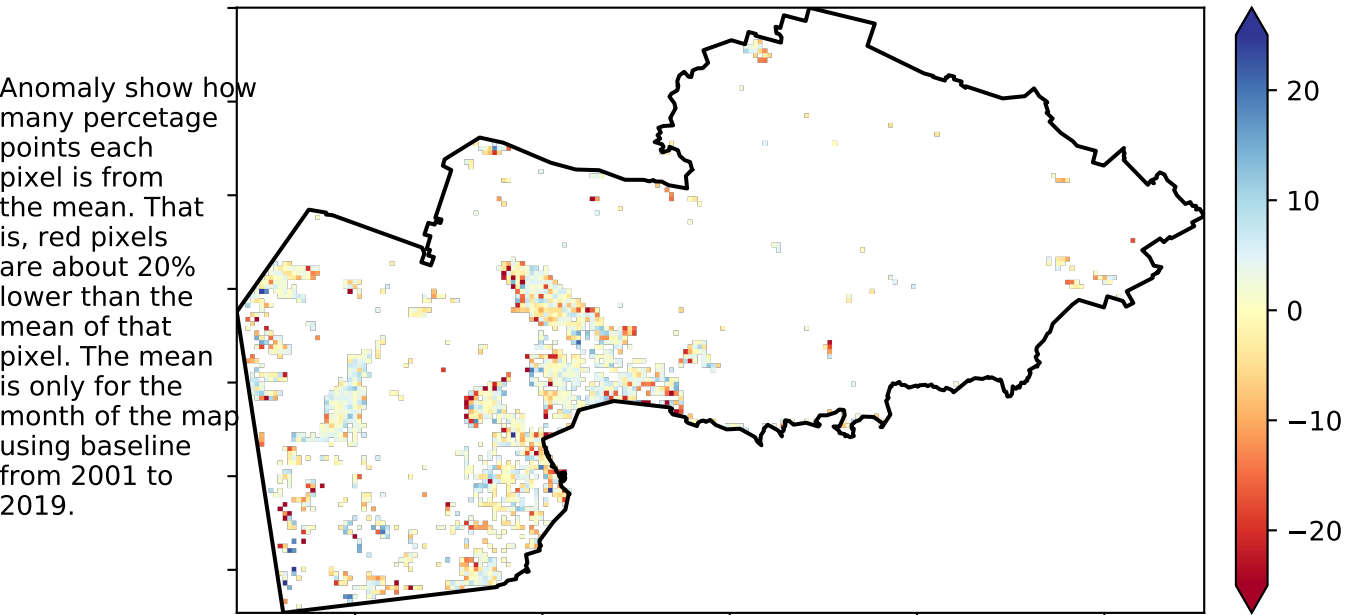 Anomaly show how
many percetage
points each
pixel is from
the mean. That
is, red pixels
are about 20%
lower than the
mean of that
pixel. The mean
is only for the
month of the map
using baseline
from 2001 to
2019.
20
10
0
−10
−20